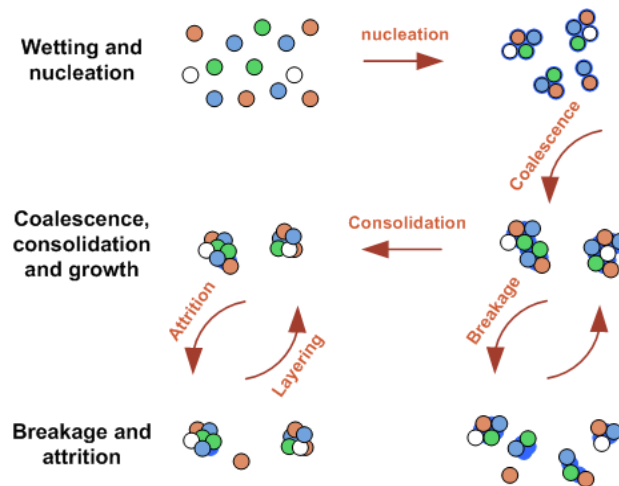 Wetting and
nucleation
nucleation
Coalescence
Coalescence,
consolidation
and growth
Consolidation
Attrition
Layering
Breakage
Breakage and
attrition